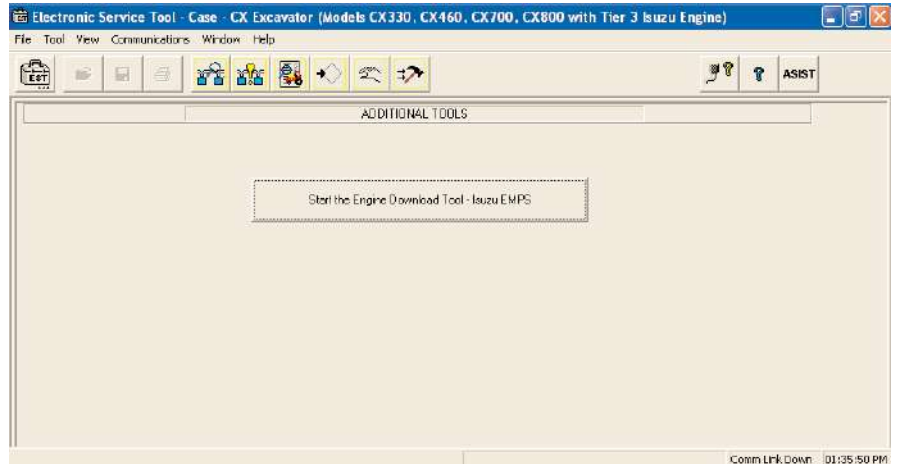 Electronic Service Tool - Case - CX Excavator (Models CX330, CX460, CX700, CX800 with Tier 3 Isuzu Engine)
File Tool View Communications Window Help
EST
ASIST
ADDITIONAL TOOLS
Start the Engine Download Tool - Isuzu EMPS
Comm Link Down 01:35:50 PM